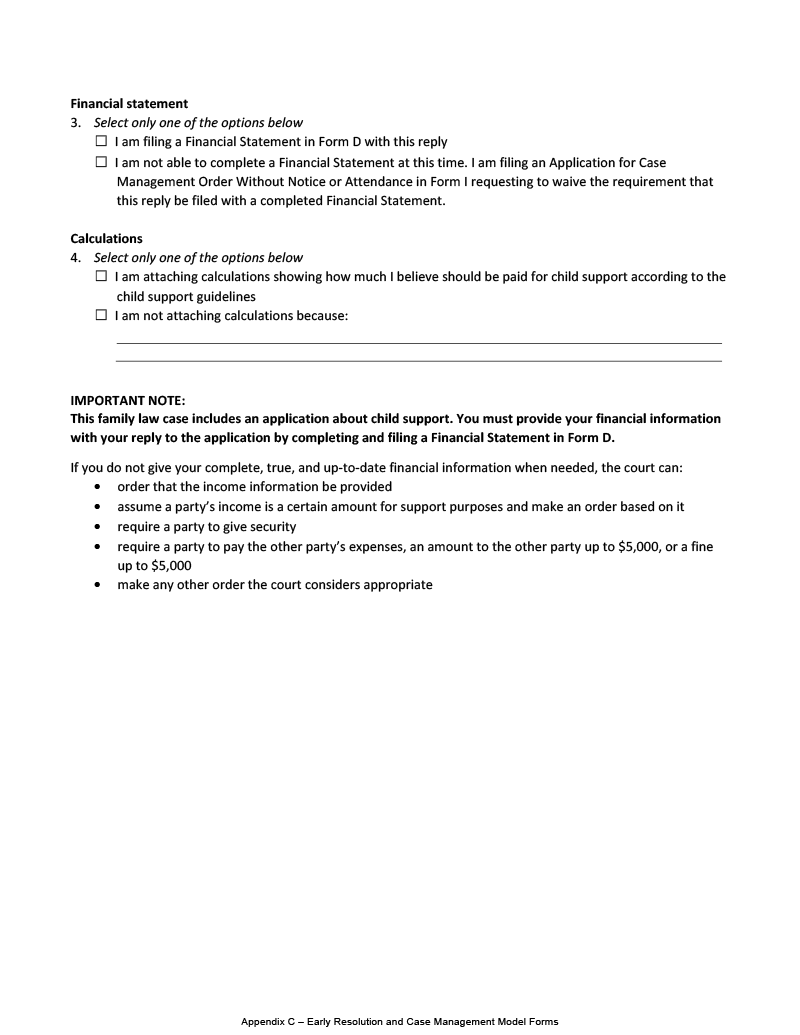 Financial statement
3. Select only one of the options below
☐ I am filing a Financial Statement in Form D with this reply
☐ I am not able to complete a Financial Statement at this time. I am filing an Application for Case
Management Order Without Notice or Attendance in Form I requesting to waive the requirement that
this reply be filed with a completed Financial Statement.
Calculations
4. Select only one of the options below
☐ I am attaching calculations showing how much I believe should be paid for child support according to the
child support guidelines
☐ I am not attaching calculations because:
IMPORTANT NOTE:
This family law case includes an application about child support. You must provide your financial information
with your reply to the application by completing and filing a Financial Statement in Form D.
If you do not give your complete, true, and up-to-date financial information when needed, the court can:
• order that the income information be provided
• assume a party’s income is a certain amount for support purposes and make an order based on it
• require a party to give security
• require a party to pay the other party’s expenses, an amount to the other party up to $5,000, or a fine
up to $5,000
• make any other order the court considers appropriate
Appendix C – Early Resolution and Case Management Model Forms